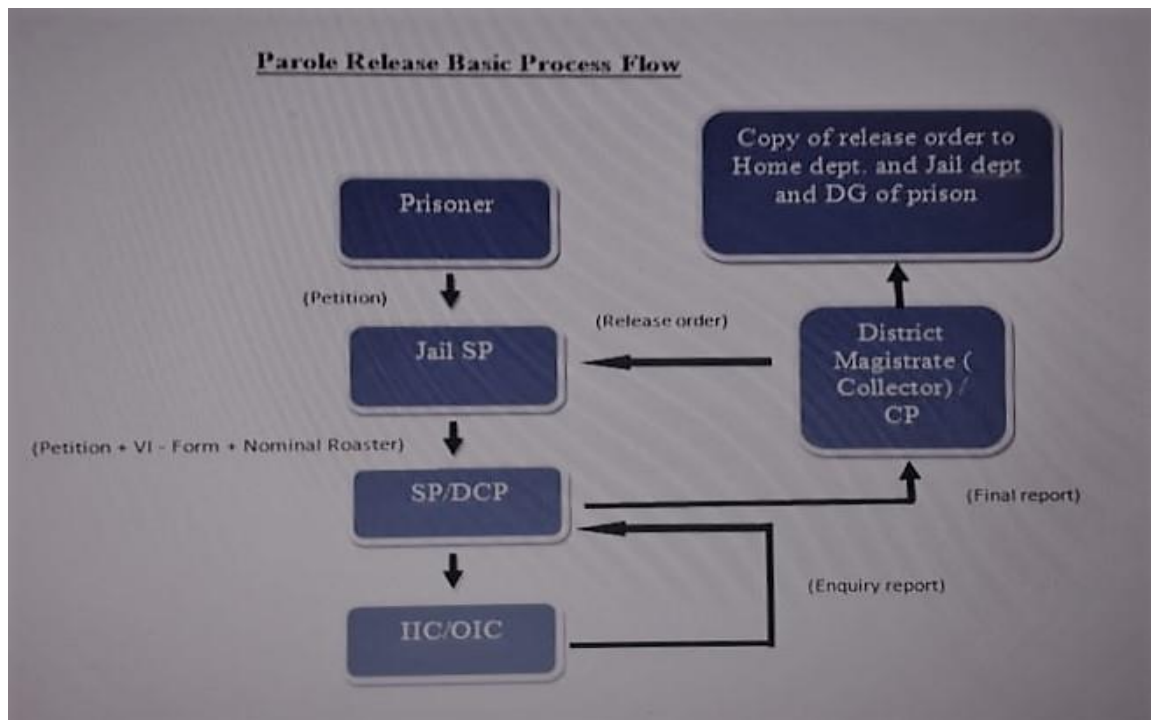 Parole Release Basic Process Flow
Copy of release order to
Home dept. and Jail dept
and DG of prison
Prisoner
(Petition)
(Release order)
Jail SP
District
Magistrate (
Collector) /
CP
(Petition + VI - Form + Nominal Roaster)
SP/DCP
(Final report)
(Enquiry report)
IIC/OIC